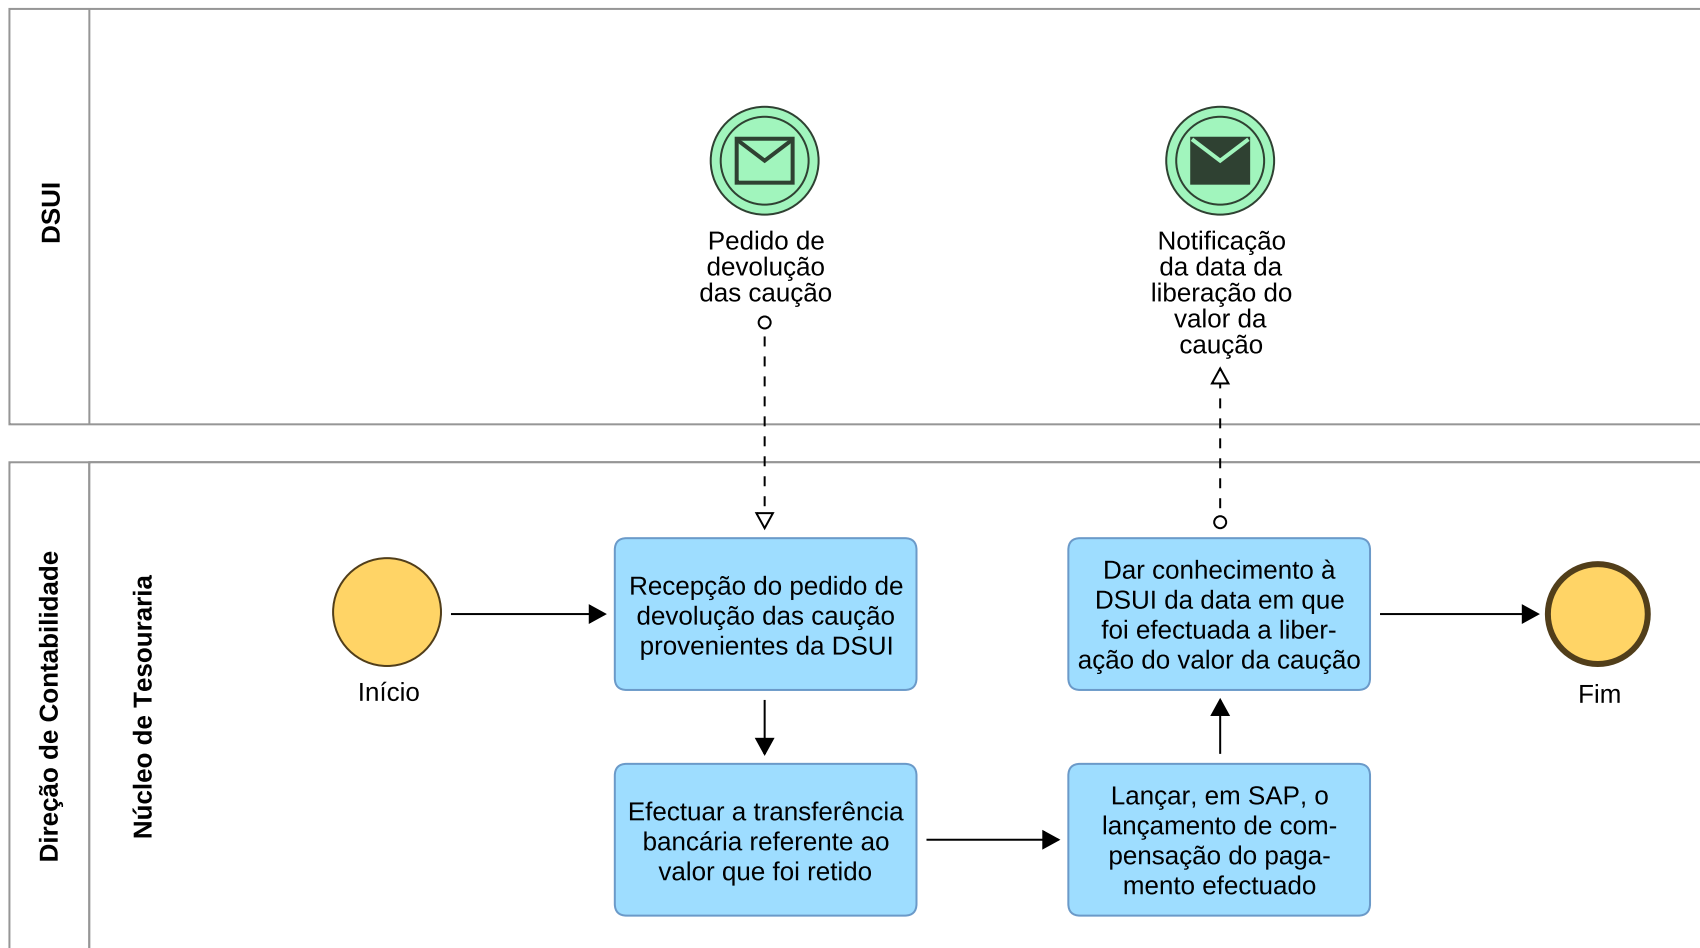 DSUI
Pedido de
devolução
das caução
Notificação
da data da
liberação do
valor da
caução
Direção de Contabilidade
Núcleo de Tesouraria
Início
Recepção do pedido de
devolução das caução
provenientes da DSUI
Dar conhecimento à
DSUI da data em que
foi efectuada a liber-
ação do valor da caução
Fim
Efectuar a transferência
bancária referente ao
valor que foi retido
Lançar, em SAP, o
lançamento de com-
pensação do paga-
mento efectuado